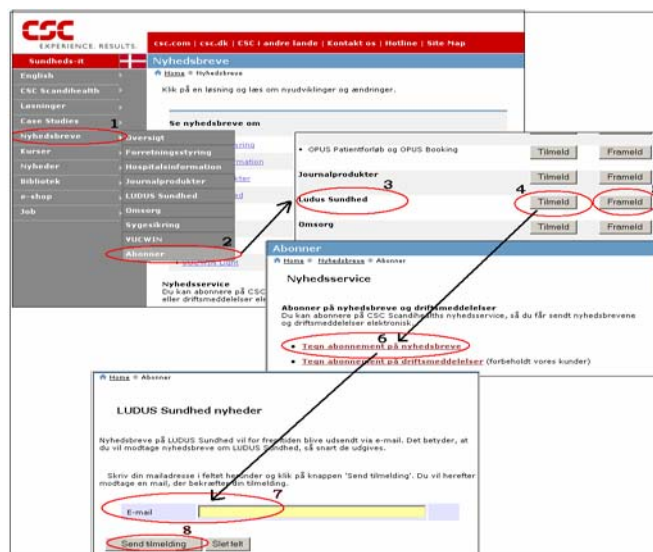 CSC
EXPERIENCE. RESULTS.
csc.com | csc.dk | CSC i andre lande | Kontakt os | Hotline | Site Map
Sundheds-it
Nyhedsbreve
English
Home » Nyhedsbreve
CSC Scandihealth
Klik på en løsning og læs om nyudviklinger og ændringer.
Løsninger
Case Studies
1
Nyhedsbreve
Se nyhedsbreve om
Kurser
Nyheder
Bibliotek
e-shop
Job
Oversigt
Forretningsstyring
Hospitalsinformation
Journalprodukter
LUDUS Sundhed
Omsorg
Sygesikring
VUCWIN
2
Abonner
Nyhedsservice
Du kan abonnere på CSC
eller driftsmeddelelser
• OPUS Patientforløb og OPUS Booking
Tilmeld
Frameld
Journalprodukter
3
4
Ludus Sundhed
Tilmeld
Frameld
Omsorg
Tilmeld
Frameld
Abonner
Home » Nyhedsbreve » Abonner
Nyhedsservice
Abonner på nyhedsbreve og driftsmeddelelser
Du kan abonnere på CSC Scandihealths nyhedsservice, så du får sendt nyhedsbrevene
og driftsmeddelelser elektronisk.
6
• Tegn abonnement på nyhedsbreve
• Tegn abonnement på driftsmeddelelser (forbeholdt vores kunder)
Home » Abonner
LUDUS Sundhed nyheder
Nyhedsbreve på LUDUS Sundhed vil for fremtiden blive udsendt via e-mail. Det betyder, at
du vil modtage nyhedsbreve om LUDUS Sundhed, så snart de udgives.
Skriv din mailadresse i feltet herunder og klik på knappen 'Send tilmelding'. Du vil herefter
modtage en mail, der bekræfter din tilmelding.
7
E-mail
8
Send tilmelding
Slet felt